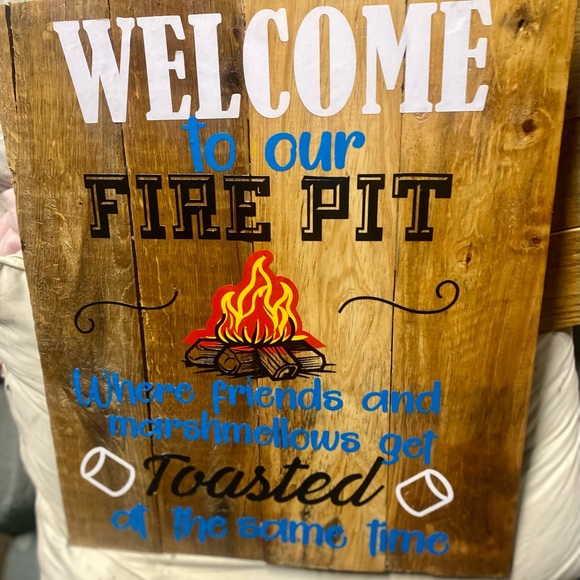 WELCOME
to our
FIRE PIT
Where friends and
marshmellows get
Toasted
at the same time